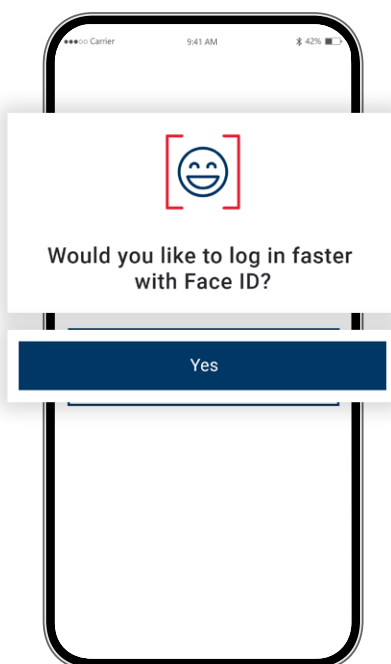 ●●●○○ Carrier 9:41 AM 42%
Would you like to log in faster
with Face ID?
Yes